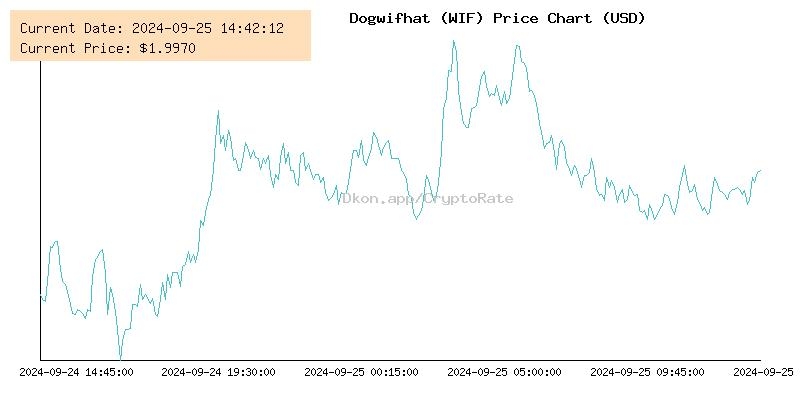 Dogwifhat (WIF) Price Chart (USD)
Current Date: 2024-09-25 14:42:12
Current Price: $1.9970
Dkon.app/CryptoRate
2024-09-24 14:45:00 2024-09-24 19:30:00 2024-09-25 00:15:00 2024-09-25 05:00:00 2024-09-25 09:45:00 2024-09-25